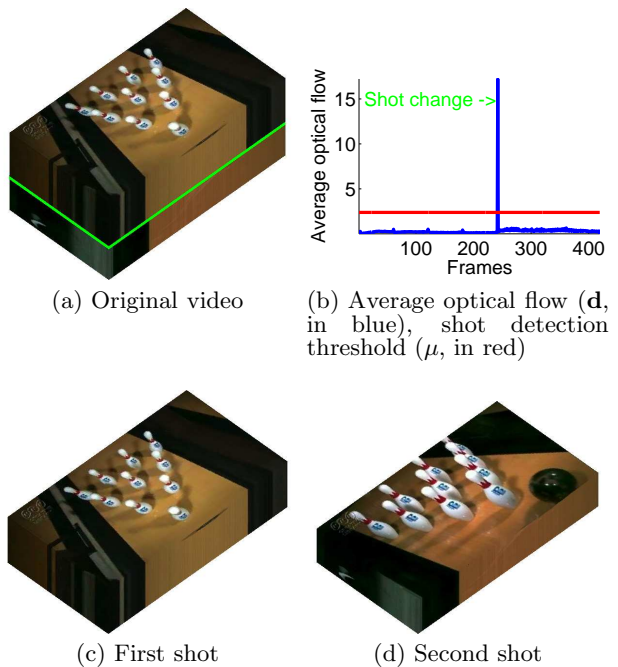 Average optical flow
15
10
5
Shot change ->
100 200 300 400
Frames
(a) Original video
(b) Average optical flow (d,
in blue), shot detection
threshold (μ, in red)
(c) First shot
(d) Second shot